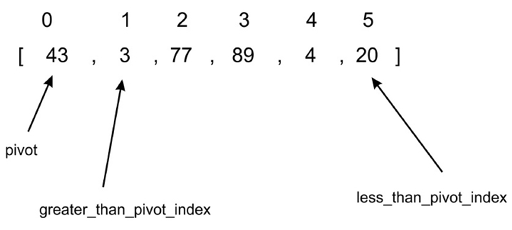 0 1 2 3 4 5
[ 43 , 3 , 77 , 89 , 4 , 20 ]
pivot
greater_than_pivot_index
less_than_pivot_index